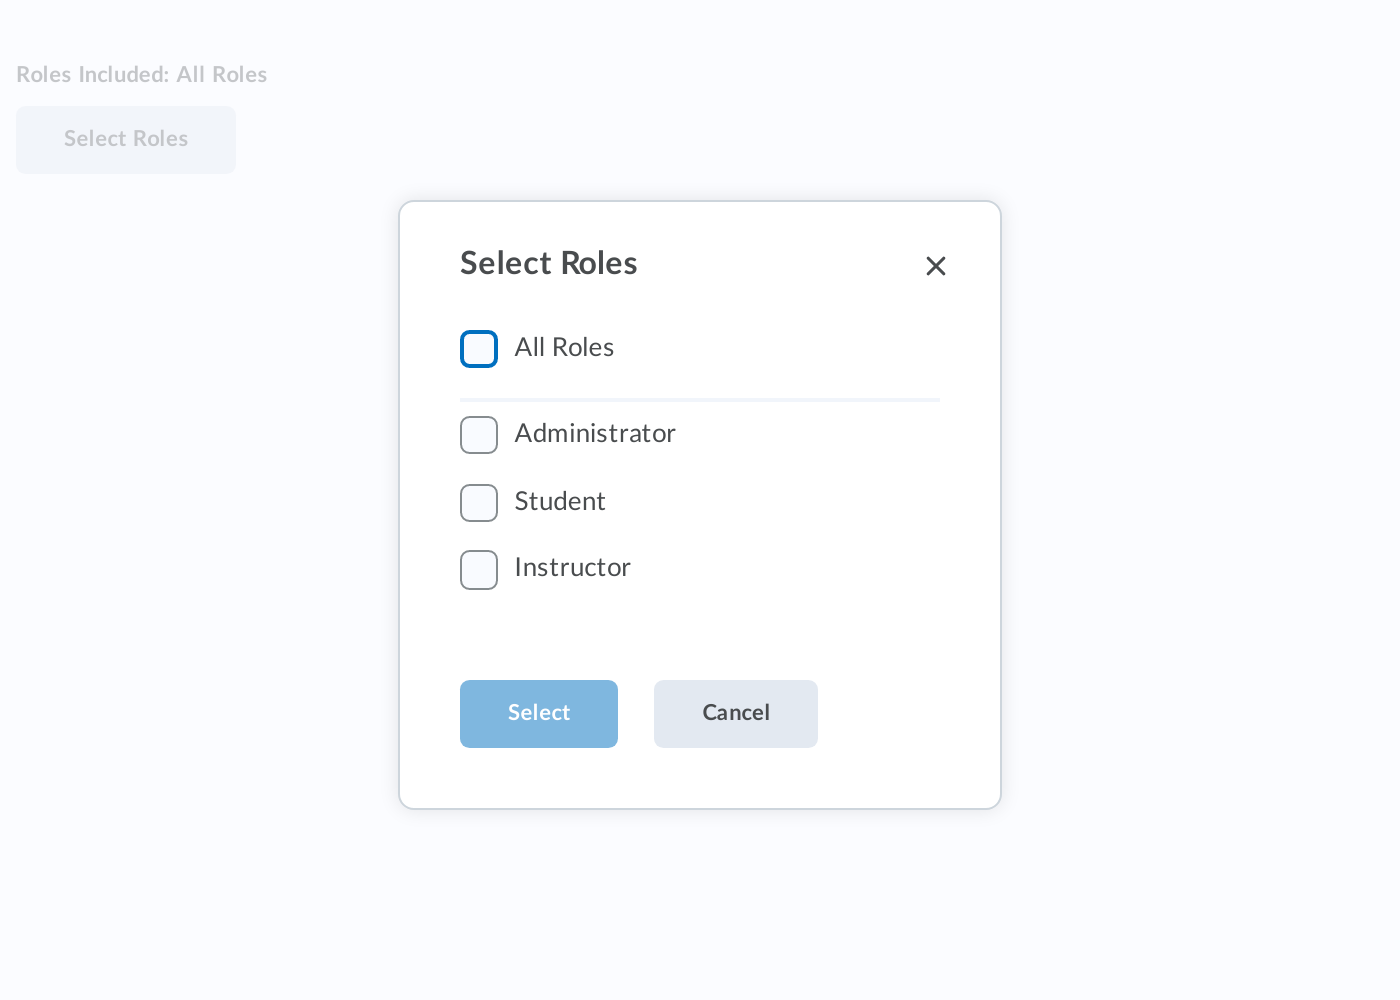 Roles Included: All Roles
Select Roles
Select Roles
All Roles
Administrator
Student
Instructor
Select
Cancel